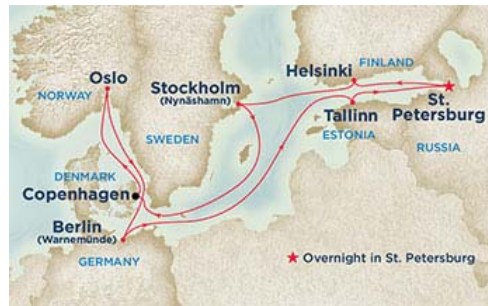 FINLAND
Helsinki
Oslo
Stockholm
(Nynäshamn)
NORWAY
St.
Petersburg
Tallinn
ESTONIA
SWEDEN
RUSSIA
DENMARK
Copenhagen
Berlin
(Warnemünde)
GERMANY
★ Overnight in St. Petersburg